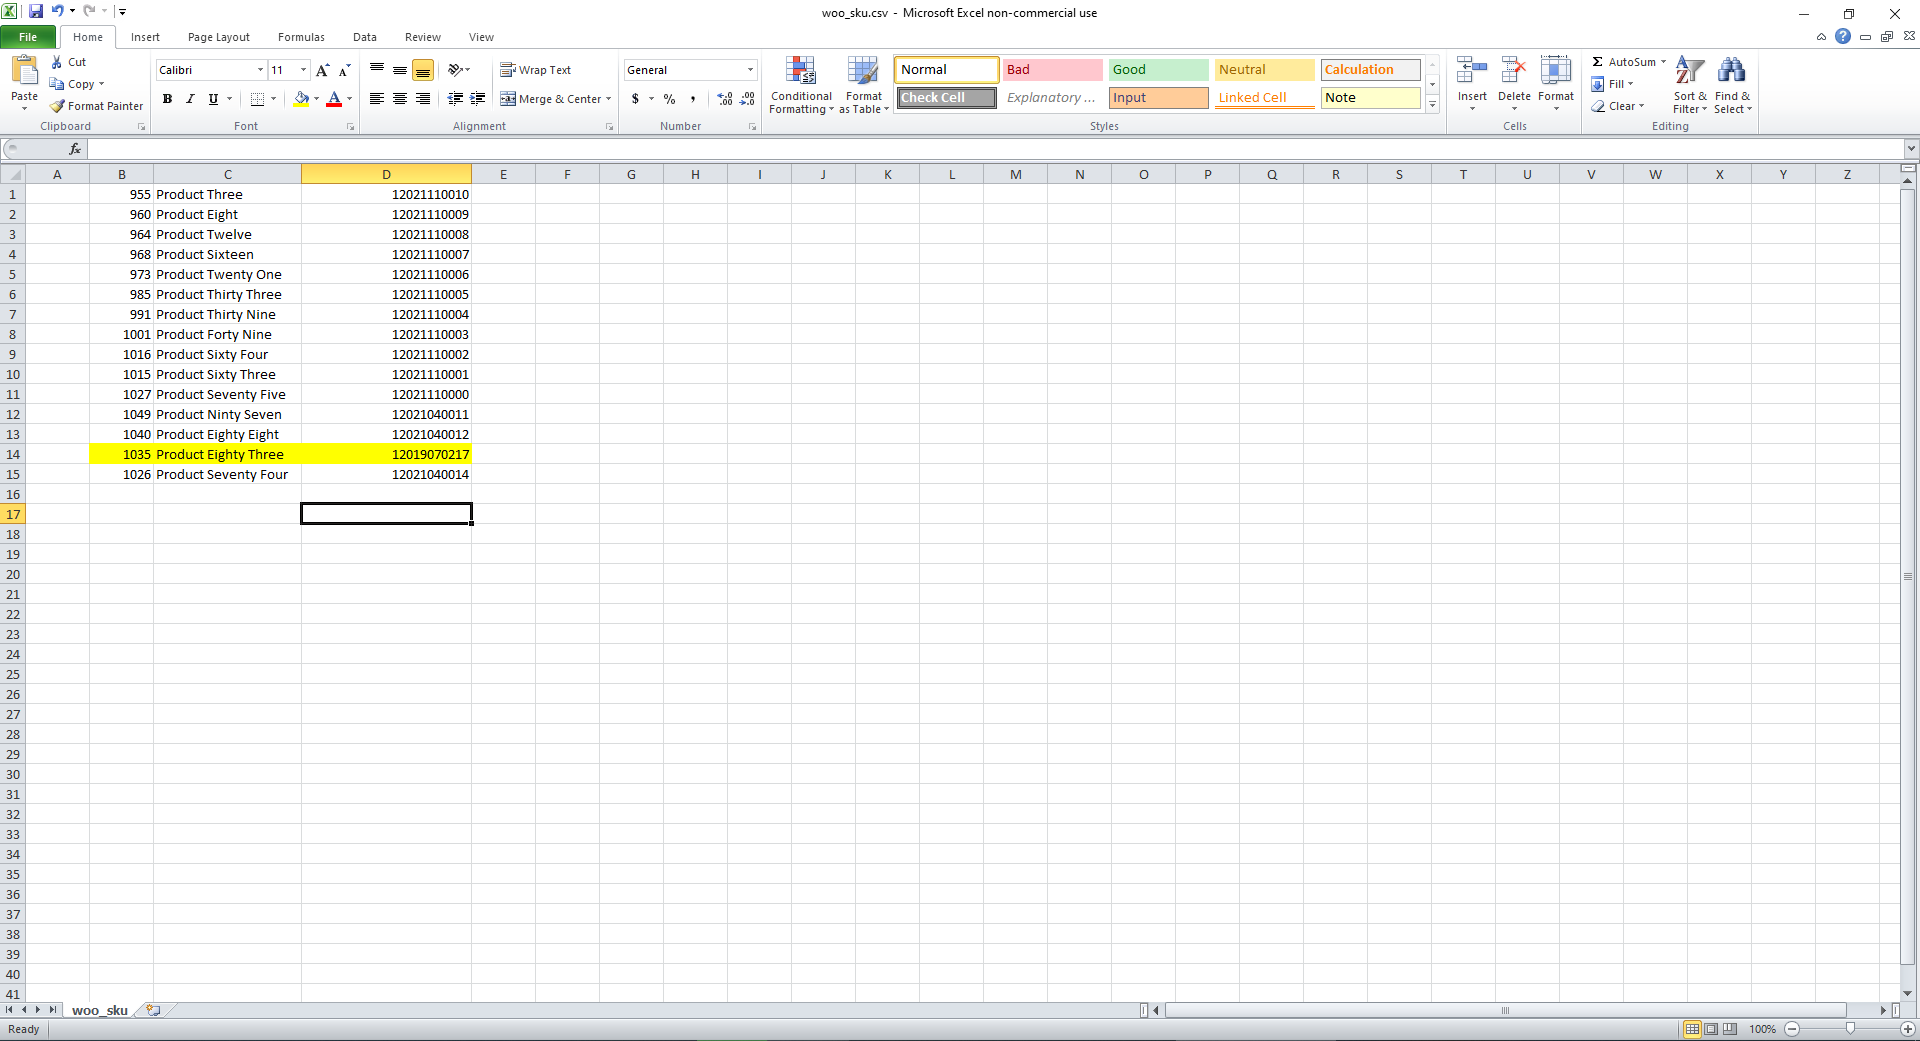 woo_sku.csv - Microsoft Excel non-commercial use
File Home Insert Page Layout Formulas Data Review View
Paste
Cut
Copy
Format Painter
Clipboard
Calibri 11
B I U
Font
Wrap Text
Merge & Center
Alignment
General
$ % ,
Number
Conditional Formatting
Format as Table
Normal Bad Good Neutral Calculation
Check Cell Explanatory ... Input Linked Cell Note
Styles
Insert Delete Format
Cells
Σ AutoSum
Fill
Clear
Sort & Filter
Find & Select
Editing
fx
A B C D E F G H I J K L M N O P Q R S T U V W X Y Z
1 955 Product Three 12021110010
2 960 Product Eight 12021110009
3 964 Product Twelve 12021110008
4 968 Product Sixteen 12021110007
5 973 Product Twenty One 12021110006
6 985 Product Thirty Three 12021110005
7 991 Product Thirty Nine 12021110004
8 1001 Product Forty Nine 12021110003
9 1016 Product Sixty Four 12021110002
10 1015 Product Sixty Three 12021110001
11 1027 Product Seventy Five 12021110000
12 1049 Product Ninty Seven 12021040011
13 1040 Product Eighty Eight 12021040012
14 1035 Product Eighty Three 12019070217
15 1026 Product Seventy Four 12021040014
16
17
18
19
20
21
22
23
24
25
26
27
28
29
30
31
32
33
34
35
36
37
38
39
40
41
woo_sku
Ready 100%